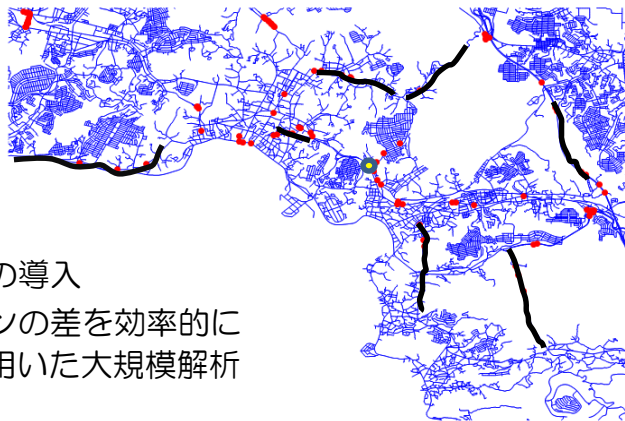 の導入
ンの差を効率的に
用いた大規模解析